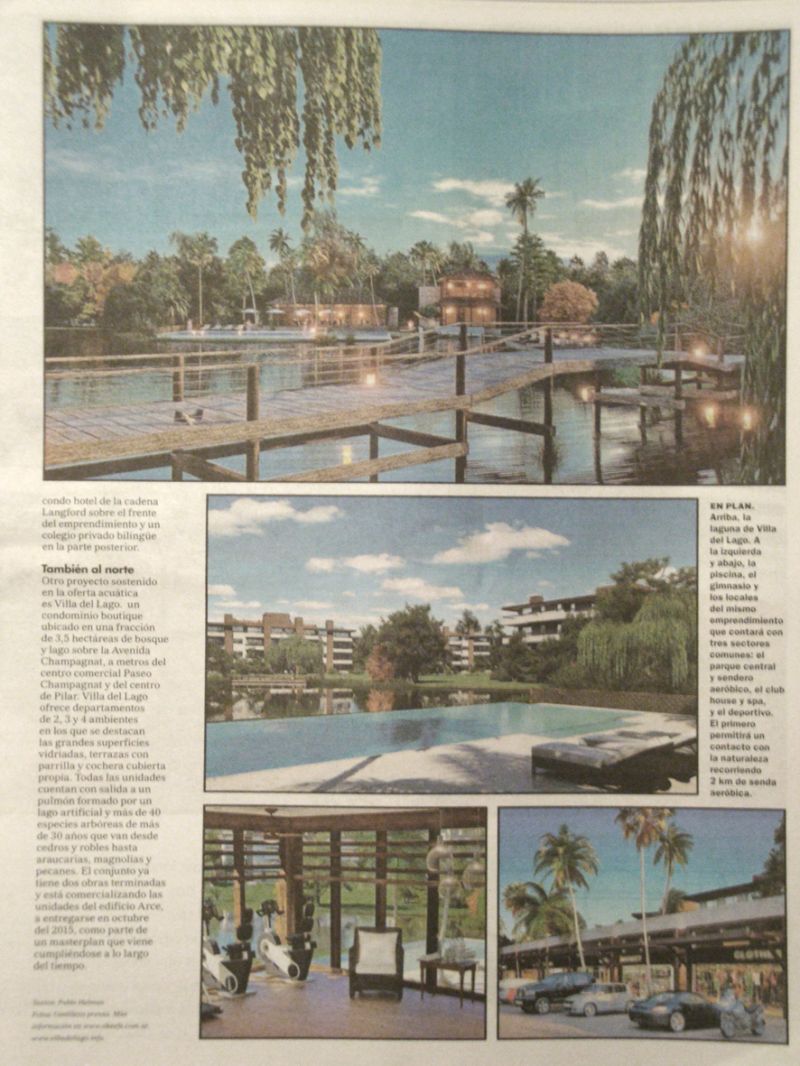 condo hotel de la cadena
Langford sobre el frente
del emprendimiento y un
colegio privado bilingüe
en la parte posterior.
También al norte
Otro proyecto sostenido
en la oferta acuática
es Villa del Lago. un
condominio boutique
ubicado en una fracción
de 3,5 hectáreas de bosque
y lago sobre la Avenida
Champagnat, a metros del
centro comercial Paseo
Champagnat y del centro
de Pilar. Villa del Lago
ofrece departamentos
de 2, 3 y 4 ambientes
en los que se destacan
las grandes superficies
vidriadas, terrazas con
parrilla y cochera cubierta
propia. Todas las unidades
cuentan con salida a un
pulmón formado por un
lago artificial y más de 40
especies arbóreas de más
de 30 años que van desde
cedros y robles hasta
araucarias, magnolias y
pecanes. El conjunto ya
tiene dos obras terminadas
y está comercializando las
unidades del edificio Arce,
a entregarse en octubre
del 2015, como parte de
un masterplan que viene
cumpliéndose a lo largo
del tiempo.
Textos: Pablo
Fotos: Gentileza prensa. Más
información en
EN PLAN.
Arriba, la
laguna de Villa
del Lago. A
la izquierda
y abajo, la
piscina, el
gimnasio y
los locales
del mismo
emprendimiento
que contará con
tres sectores
comunes: el
parque central
y sendero
aeróbico, el club
house y spa,
y el deportivo.
El primero
permitirá un
contacto con
la naturaleza
recorriendo
2 km de senda
aeróbica.